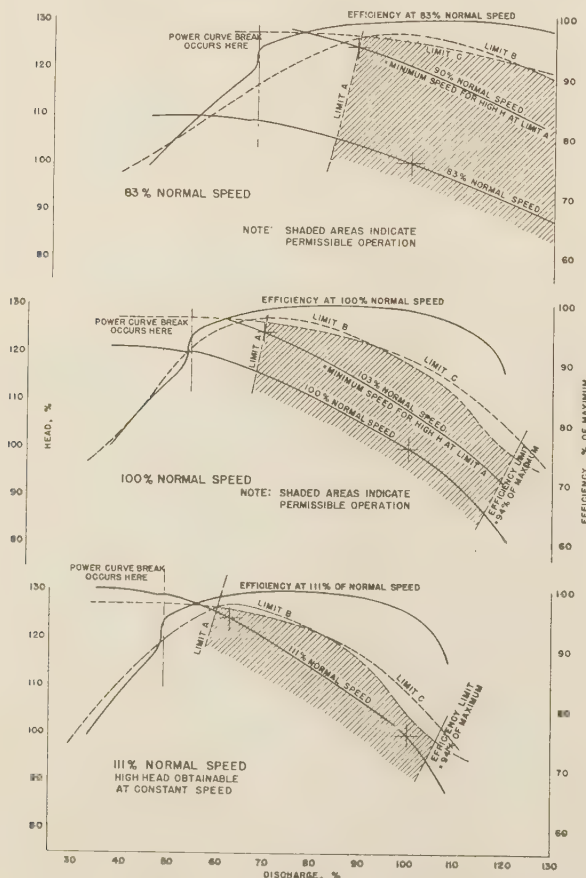 EFFICIENCY AT 83% NORMAL SPEED
POWER CURVE BREAK
OCCURS HERE
LIMIT B
LIMIT C
LIMIT A
90% NORMAL SPEED
* MINIMUM SPEED FOR HIGH H AT LIMIT A
83% NORMAL SPEED
83% NORMAL SPEED
NOTE: SHADED AREAS INDICATE
PERMISSIBLE OPERATION
130
120
110
100
90
80
100
90
80
70
60
EFFICIENCY AT 100% NORMAL SPEED
POWER CURVE BREAK
OCCURS HERE
LIMIT B
LIMIT C
LIMIT A
103% NORMAL SPEED
* MINIMUM SPEED FOR HIGH H AT LIMIT A
100% NORMAL SPEED
EFFICIENCY LIMIT
* 94% OF MAXIMUM
100% NORMAL SPEED
NOTE: SHADED AREAS INDICATE
PERMISSIBLE OPERATION
130
120
110
100
90
80
100
90
80
70
60
HEAD, %
EFFICIENCY, % OF MAXIMUM
EFFICIENCY AT 111% OF NORMAL SPEED
POWER CURVE BREAK
OCCURS HERE
LIMIT B
LIMIT C
LIMIT A
111% NORMAL SPEED
EFFICIENCY LIMIT
* 94% OF MAXIMUM
111% NORMAL SPEED
HIGH HEAD OBTAINABLE
AT CONSTANT SPEED
130
120
110
100
90
80
100
90
80
70
60
30 40 50 60 70 80 90 100 110 120 130
DISCHARGE, %